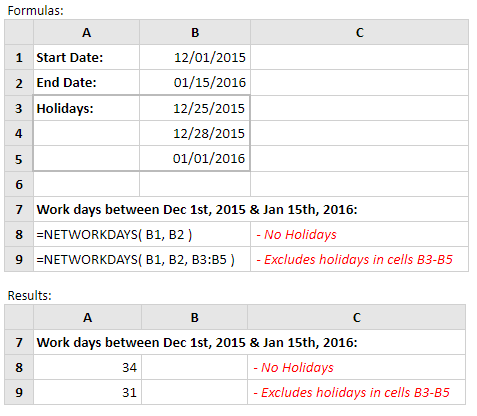 Formulas:
A B C
1 Start Date: 12/01/2015
2 End Date: 01/15/2016
3 Holidays: 12/25/2015
4 12/28/2015
5 01/01/2016
6
7 Work days between Dec 1st, 2015 & Jan 15th, 2016:
8 =NETWORKDAYS( B1, B2 ) - No Holidays
9 =NETWORKDAYS( B1, B2, B3:B5 ) - Excludes holidays in cells B3-B5
Results:
A B C
7 Work days between Dec 1st, 2015 & Jan 15th, 2016:
8 34 - No Holidays
9 31 - Excludes holidays in cells B3-B5